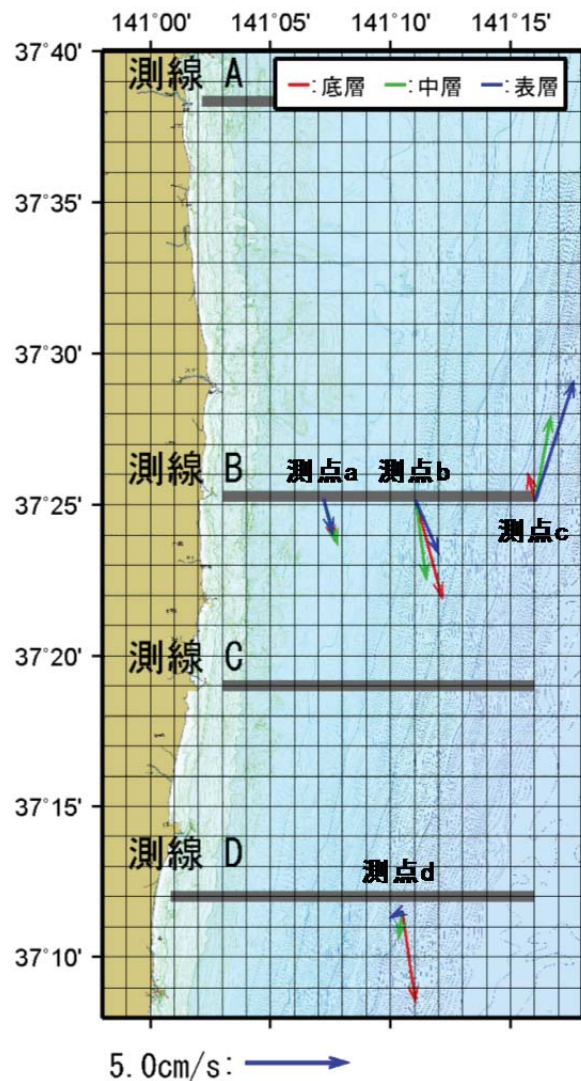 141°00' 141°05' 141°10' 141°15'
37°40'
測線 A
:底層 :中層 :表層
37°35'
37°30'
測線 B
測点a 測点b
37°25'
測点c
測線 C
37°20'
37°15'
測線 D
測点d
37°10'
5.0cm/s: